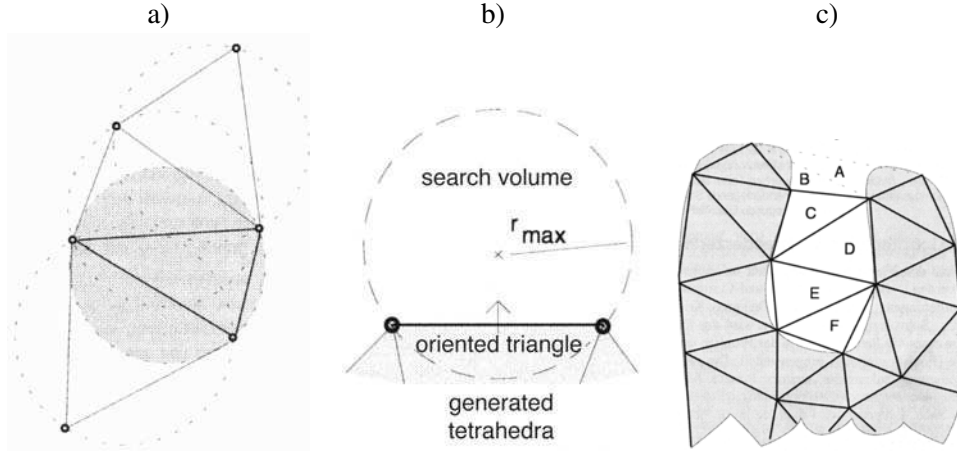 a)
b)
c)
search volume
r max
oriented triangle
generated
tetrahedra
A
B
C
D
E
F